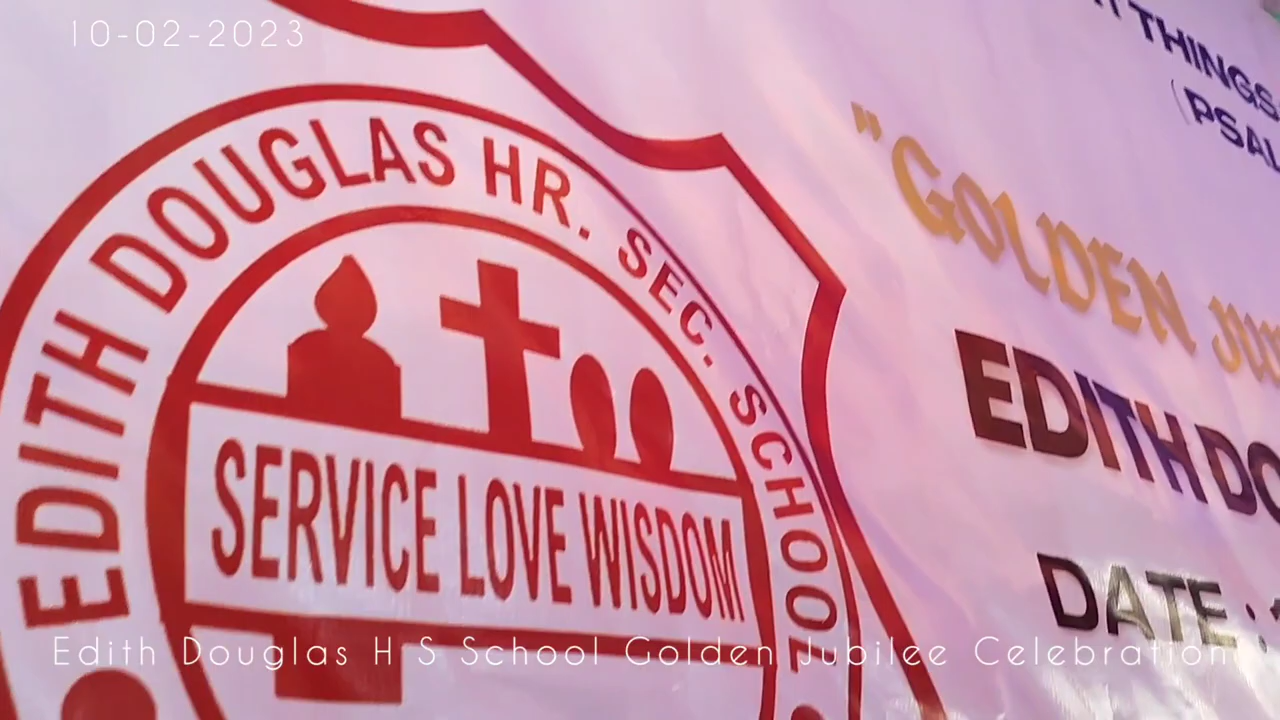 10-02-2023
EDITH DOUGLAS HR. SEC. SCHOOL
SERVICE LOVE WISDOM
THINGS
(PSAL
"GOLDEN JU
EDITH DO
DATE :
Edith Douglas H S School Golden Jubilee Celebration